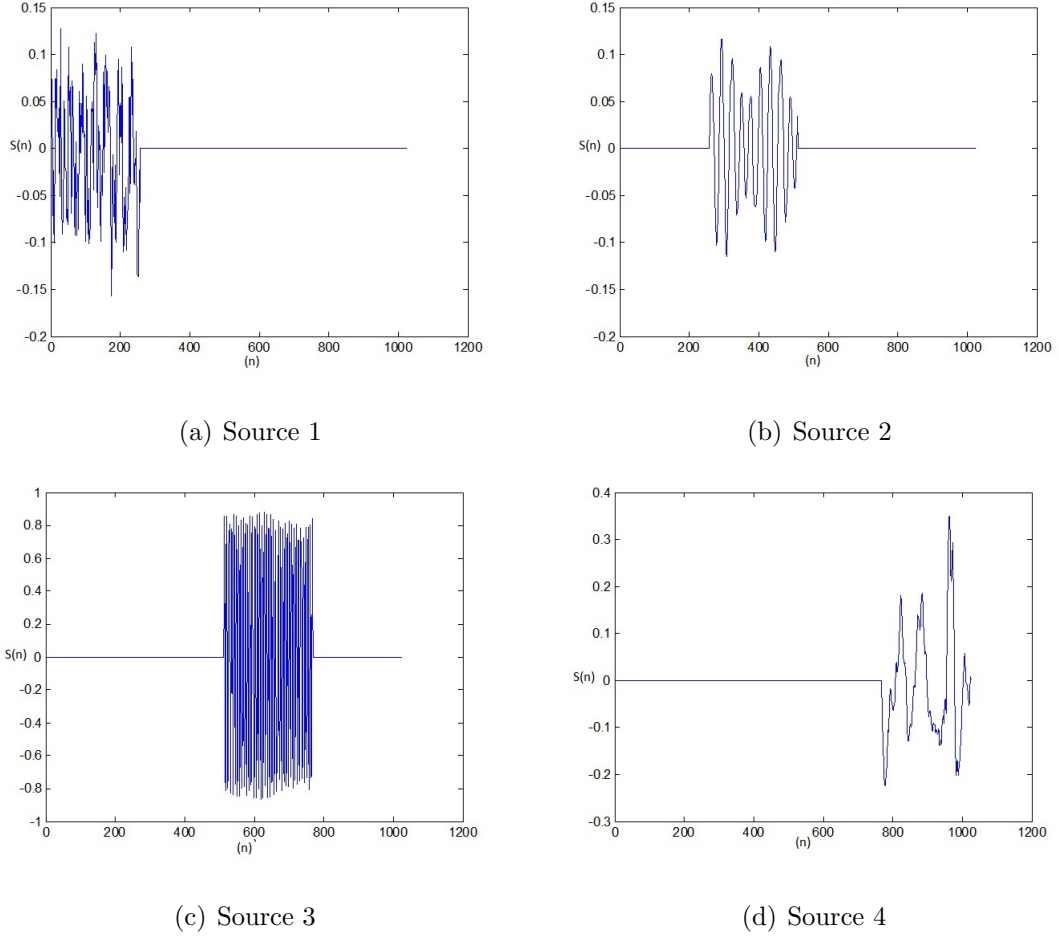 0.15
0.1
0.05
S(n) 0
-0.05
-0.1
-0.15
-0.2
0 200 400 600 800 1000 1200
(n)
(a) Source 1
0.15
0.1
0.05
S(n) 0
-0.05
-0.1
-0.15
-0.2
0 200 400 600 800 1000 1200
(n)
(b) Source 2
1
0.8
0.6
0.4
0.2
S(n) 0
-0.2
-0.4
-0.6
-0.8
-1
0 200 400 600 800 1000 1200
(n)`
(c) Source 3
0.4
0.3
0.2
0.1
S(n) 0
-0.1
-0.2
-0.3
0 200 400 600 800 1000 1200
(n)
(d) Source 4